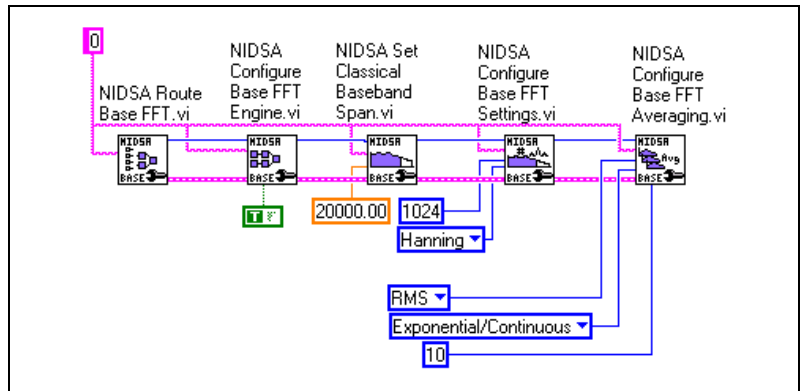 0
NIDSA Route
Base FFT.vi
NIDSA
Configure
Base FFT
Engine.vi
NIDSA Set
Classical
Baseband
Span.vi
NIDSA
Configure
Base FFT
Settings.vi
NIDSA
Configure
Base FFT
Averaging.vi
NIDSA
BASE
NIDSA
BASE
NIDSA
BASE
NIDSA
#
BASE
NIDSA
Avg
BASE
T F
20000.00
1024
Hanning
RMS
Exponential/Continuous
10